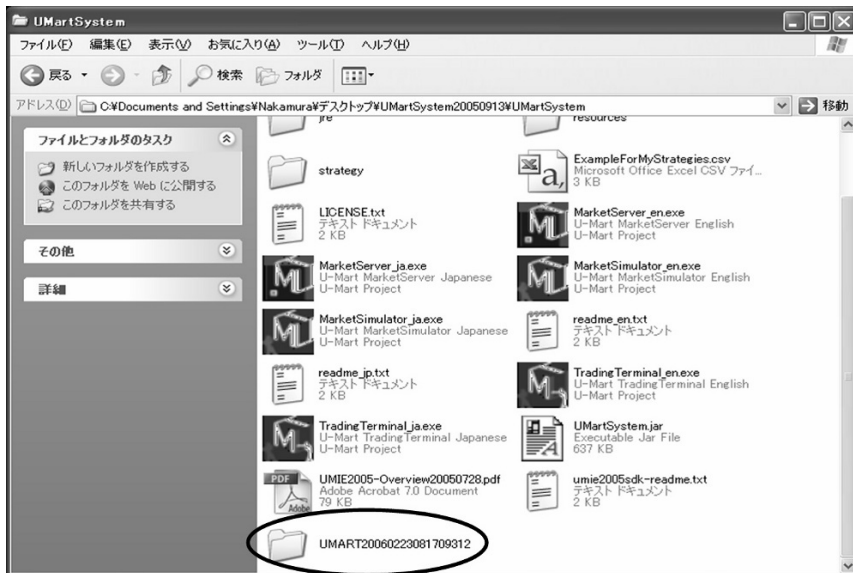 UMartSystem
ファイル(F) 編集(E) 表示(V) お気に入り(A) ツール(T) ヘルプ(H)
戻る 検索 フォルダ
アドレス(D) C:¥Documents and Settings¥Nakamura¥デスクトップ¥UMartSystem20050913¥UMartSystem 移動
ファイルとフォルダのタスク
新しいフォルダを作成する
このフォルダを Web に公開する
このフォルダを共有する
その他
詳細
jre
resources
strategy
ExampleForMyStrategies.csv
Microsoft Office Excel CSV ファイ...
3 KB
LICENSE.txt
テキスト ドキュメント
2 KB
MarketServer_en.exe
U-Mart MarketServer English
U-Mart Project
MarketServer_ja.exe
U-Mart MarketServer Japanese
U-Mart Project
MarketSimulator_en.exe
U-Mart MarketSimulator English
U-Mart Project
MarketSimulator_ja.exe
U-Mart MarketSimulator Japanese
U-Mart Project
readme_en.txt
テキスト ドキュメント
2 KB
readme_jp.txt
テキスト ドキュメント
2 KB
TradingTerminal_en.exe
U-Mart TradingTerminal English
U-Mart Project
TradingTerminal_ja.exe
U-Mart TradingTerminal Japanese
U-Mart Project
UMartSystem.jar
Executable Jar File
637 KB
PDF
Adobe
UMIE2005-Overview20050728.pdf
Adobe Acrobat 7.0 Document
79 KB
umie2005sdk-readme.txt
テキスト ドキュメント
2 KB
UMART20060223081709312